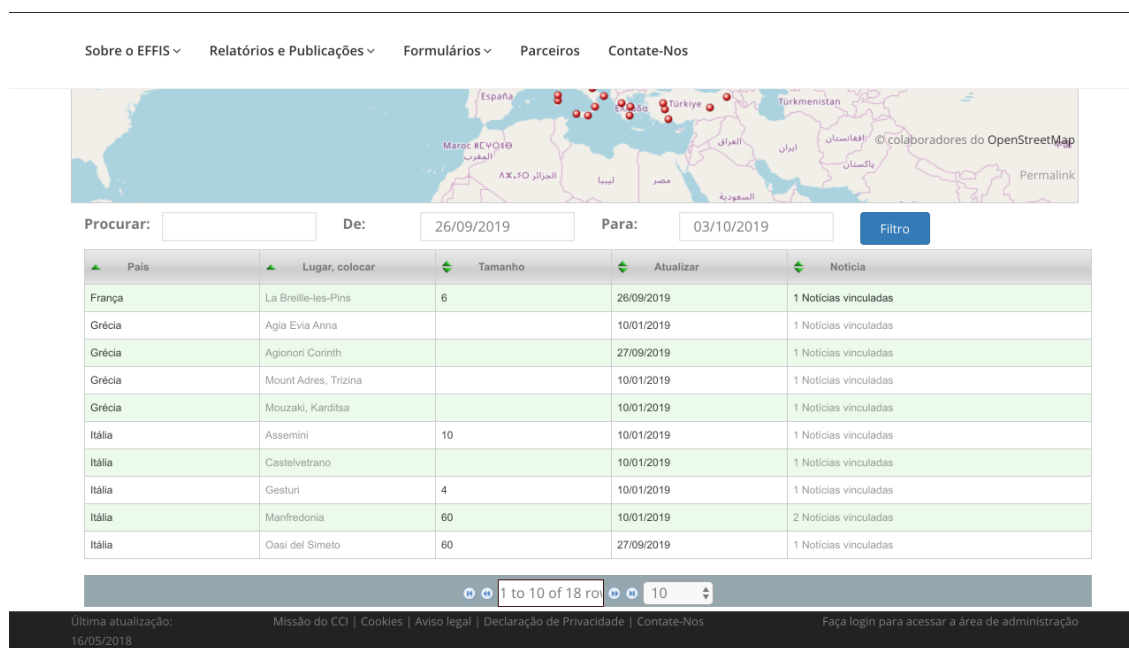 Sobre o EFFIS Relatórios e Publicações Formulários Parceiros Contate-Nos
España
Türkiye
Türkmenistan
Maroc ⵍⵎⵖⵔⵉⴱ
المغرب
العراق
ایران
افغانستان
© colaboradores do OpenStreetMap
پاکستان
الجزائر
ليبيا
مصر
السعودية
Permalink
Procurar: De: 26/09/2019 Para: 03/10/2019 Filtro
País Lugar, colocar Tamanho Atualizar Notícia
França La Breille-les-Pins 6 26/09/2019 1 Notícias vinculadas
Grécia Agia Evia Anna 10/01/2019 1 Notícias vinculadas
Grécia Agionori Corinth 27/09/2019 1 Notícias vinculadas
Grécia Mount Adres, Trizina 10/01/2019 1 Notícias vinculadas
Grécia Mouzaki, Karditsa 10/01/2019 1 Notícias vinculadas
Itália Assemini 10 10/01/2019 1 Notícias vinculadas
Itália Castelvetrano 10/01/2019 1 Notícias vinculadas
Itália Gesturi 4 10/01/2019 1 Notícias vinculadas
Itália Manfredonia 60 10/01/2019 2 Notícias vinculadas
Itália Oasi del Simeto 60 27/09/2019 1 Notícias vinculadas
1 to 10 of 18 rov 10
Última atualização: Missão do CCI | Cookies | Aviso legal | Declaração de Privacidade | Contate-Nos Faça login para acessar a área de administração
16/05/2018